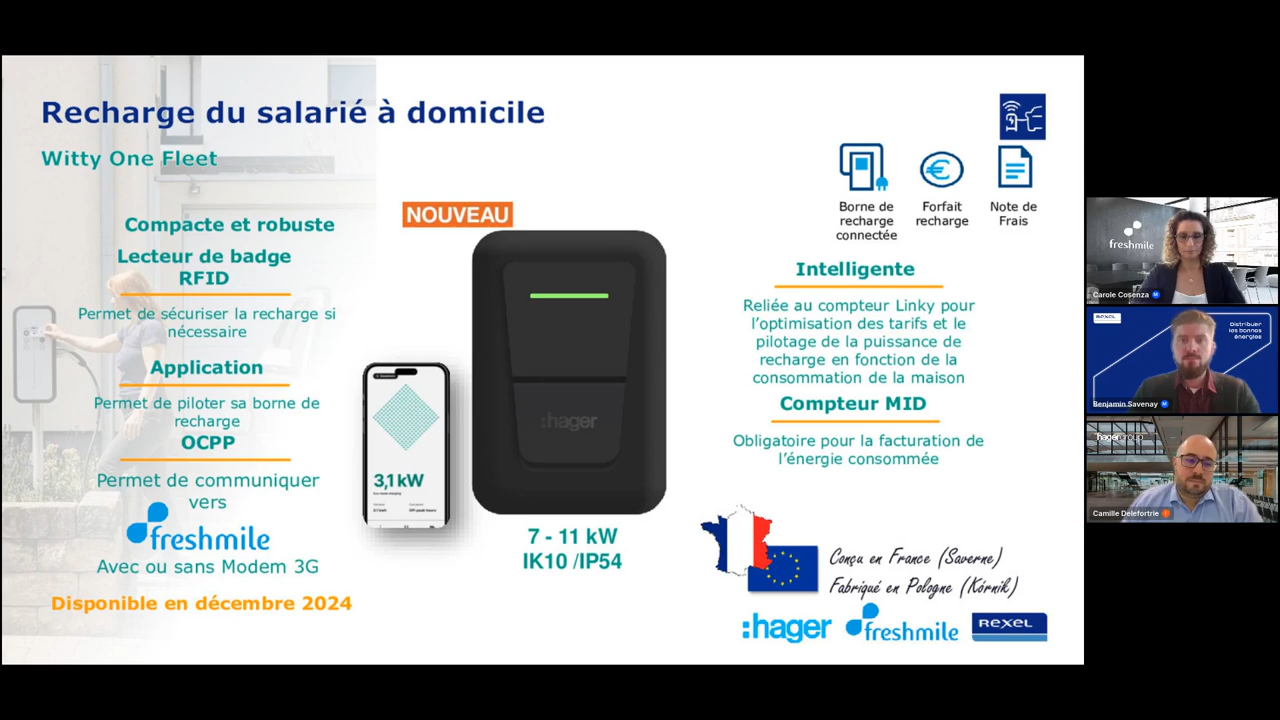 Recharge du salarié à domicile
Witty One Fleet
Compacte et robuste
Lecteur de badge
RFID
Permet de sécuriser la recharge si
nécessaire
Application
Permet de piloter sa borne de
recharge
OCPP
Permet de communiquer
vers
freshmile
Avec ou sans Modem 3G
Disponible en décembre 2024
NOUVEAU
:hager
3,1 kW
7 - 11 kW
IK10 /IP54
Borne de
recharge
connectée
Forfait
recharge
Note de
Frais
Intelligente
Reliée au compteur Linky pour
l’optimisation des tarifs et le
pilotage de la puissance de
recharge en fonction de la
consommation de la maison
Compteur MID
Obligatoire pour la facturation de
l’énergie consommée
Conçu en France (Saverne)
Fabriqué en Pologne (Kórnik)
:hager
freshmile
REXEL
freshmile
Carole Cosenza
REXEL
Distribuer
les bonnes
énergies
Benjamin Savenay
hagergroup
Camille Delefortrie